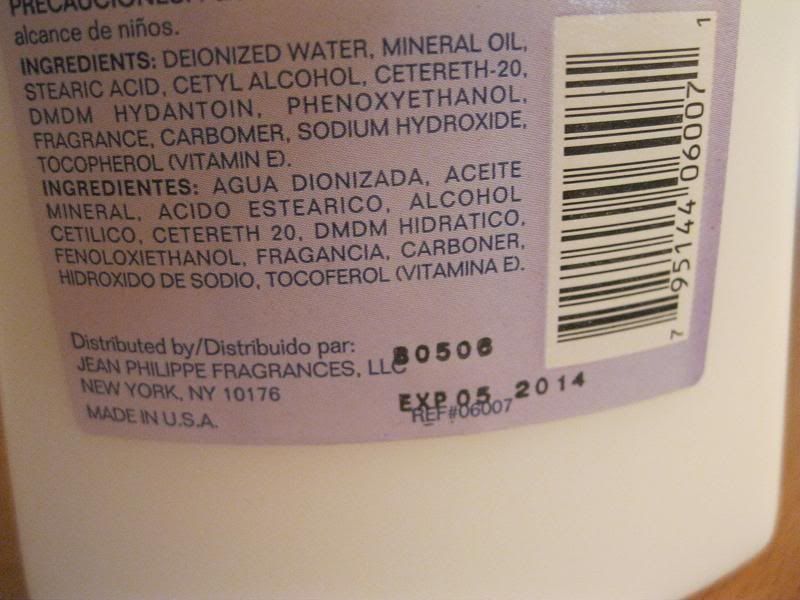 PRECAUCIONES:
alcance de niños.
INGREDIENTS: DEIONIZED WATER, MINERAL OIL,
STEARIC ACID, CETYL ALCOHOL, CETERETH-20,
DMDM HYDANTOIN, PHENOXYETHANOL,
FRAGRANCE, CARBOMER, SODIUM HYDROXIDE,
TOCOPHEROL (VITAMIN E).
INGREDIENTES: AGUA DIONIZADA, ACEITE
MINERAL, ACIDO ESTEARICO, ALCOHOL
CETILICO, CETERETH 20, DMDM HIDRATICO,
FENOLOXIETHANOL, FRAGANCIA, CARBONER,
HIDROXIDO DE SODIO, TOCOFEROL (VITAMINA E).
Distributed by/Distribuido par:
JEAN PHILIPPE FRAGRANCES, LLC
NEW YORK, NY 10176
MADE IN U.S.A.
80506
EXP 05 2014
REF#06007
7 95144 06007 1